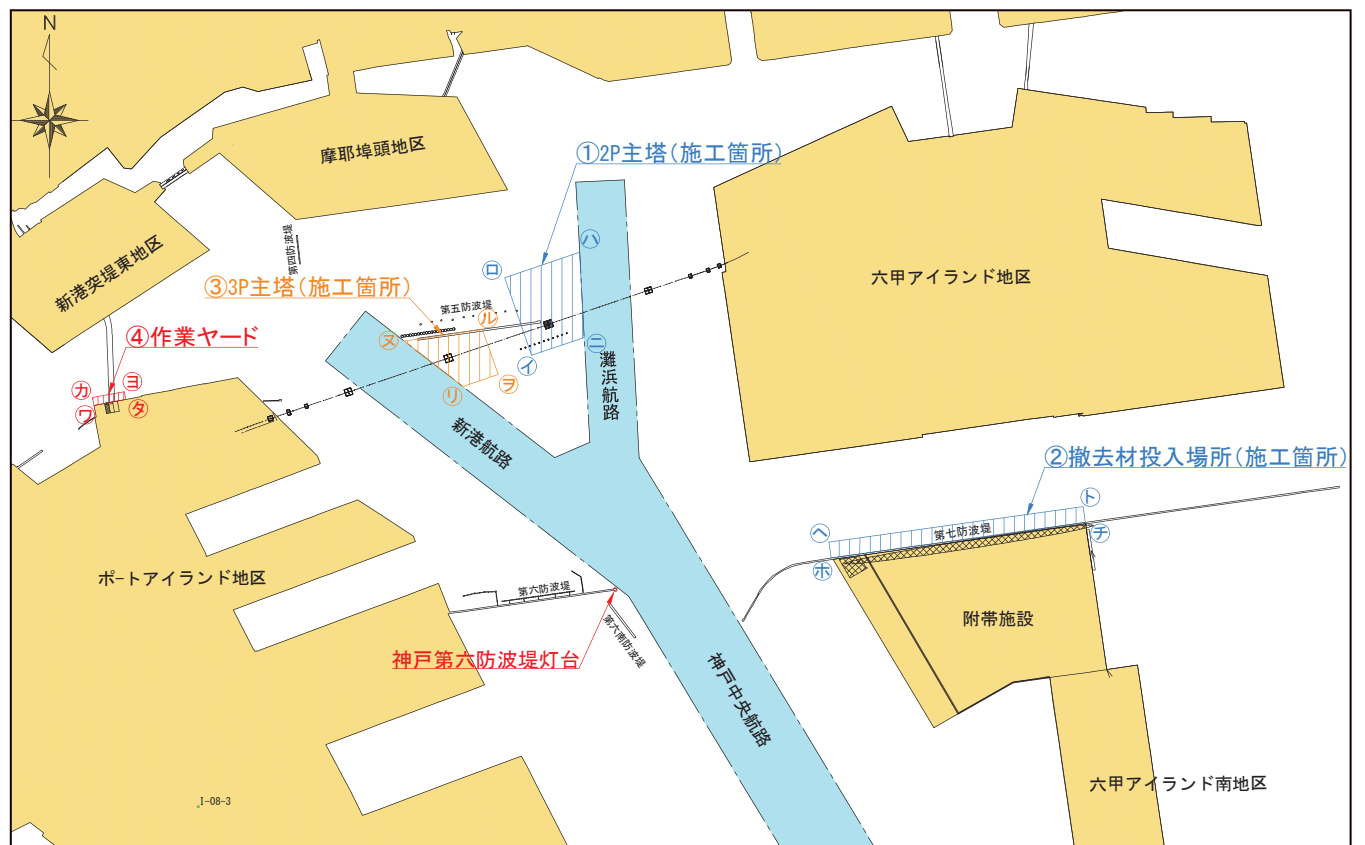 N
摩耶埠頭地区
①2P主塔(施工箇所)
新港突堤東地区
第四防波堤
ハ
ロ
③3P主塔(施工箇所)
六甲アイランド地区
第五防波堤
ル
ヌ
ニ
イ
④作業ヤード
灘浜航路
カ
ヨ
ヲ
リ
ワ
タ
新港航路
②撤去材投入場所(施工箇所)
ト
ヘ
第七防波堤
チ
ホ
ポートアイランド地区
第六防波堤
附帯施設
第六南防波堤
神戸第六防波堤灯台
神戸中央航路
六甲アイランド南地区
I-08-3